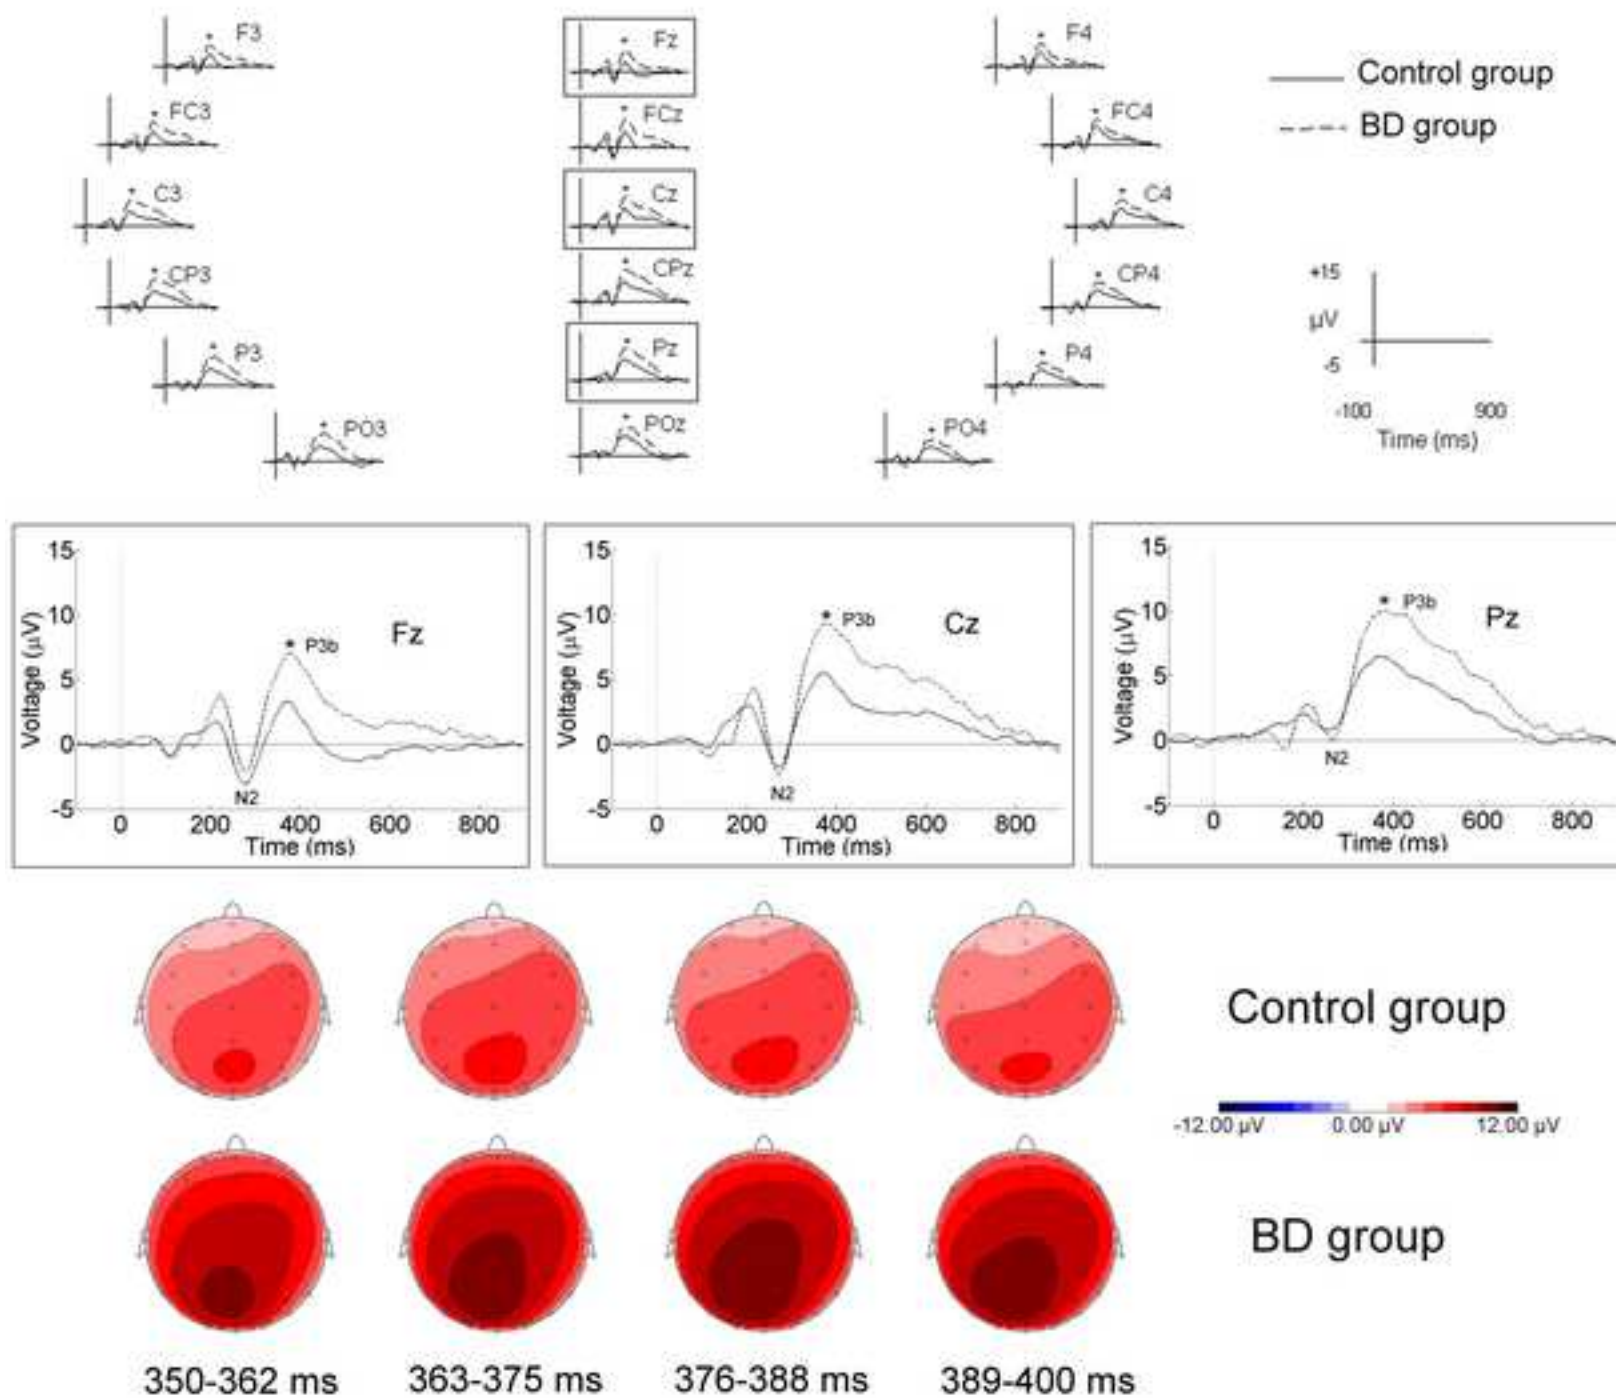 F3
Fz
F4
Control group
FC3
FCz
FC4
BD group
C3
Cz
C4
CP3
CPz
CP4
+15
µV
-5
P3
Pz
P4
-100 900
Time (ms)
PO3
POz
PO4
15
10
5
0
-5
Voltage (µV)
* P3b
Fz
N2
0 200 400 600 800
Time (ms)
15
10
5
0
-5
Voltage (µV)
* P3b
Cz
N2
0 200 400 600 800
Time (ms)
15
10
5
0
-5
Voltage (µV)
* P3b
Pz
N2
0 200 400 600 800
Time (ms)
Control group
-12.00 µV 0.00 µV 12.00 µV
BD group
350-362 ms 363-375 ms 376-388 ms 389-400 ms